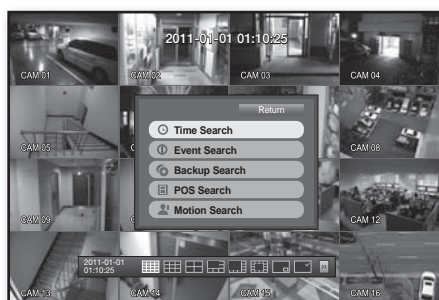 2011-01-01 01:10:25
CAM 01
CAM 02
CAM 03
CAM 04
Return
Time Search
Event Search
Backup Search
POS Search
Motion Search
CAM 05
CAM 08
CAM 09
CAM 12
2011-01-01
01:10:25
CAM 13
CAM 14
CAM 15
CAM 16